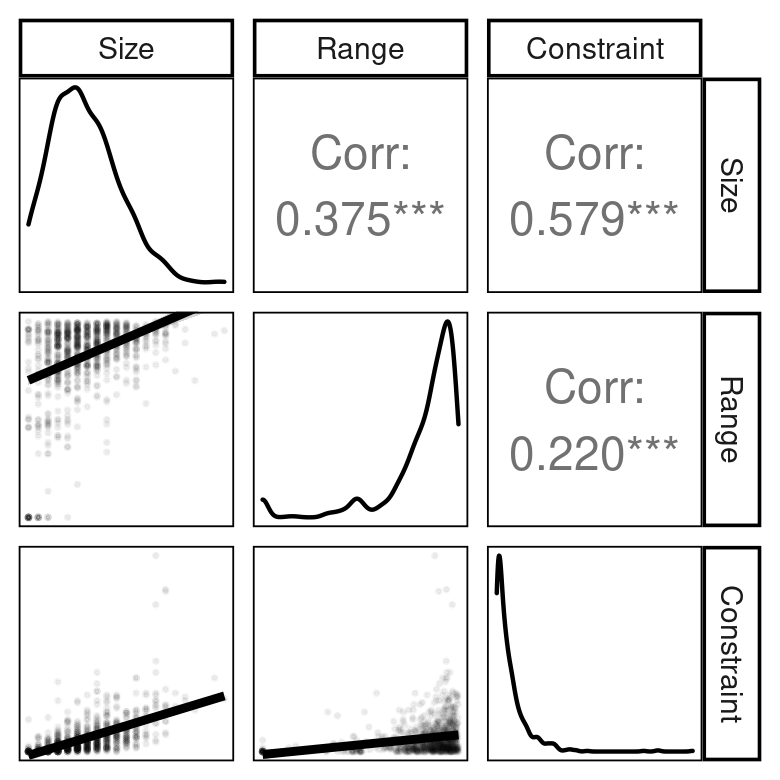 Size
Range
Constraint
Corr:
0.375***
Corr:
0.579***
Size
Corr:
0.220***
Range
Constraint